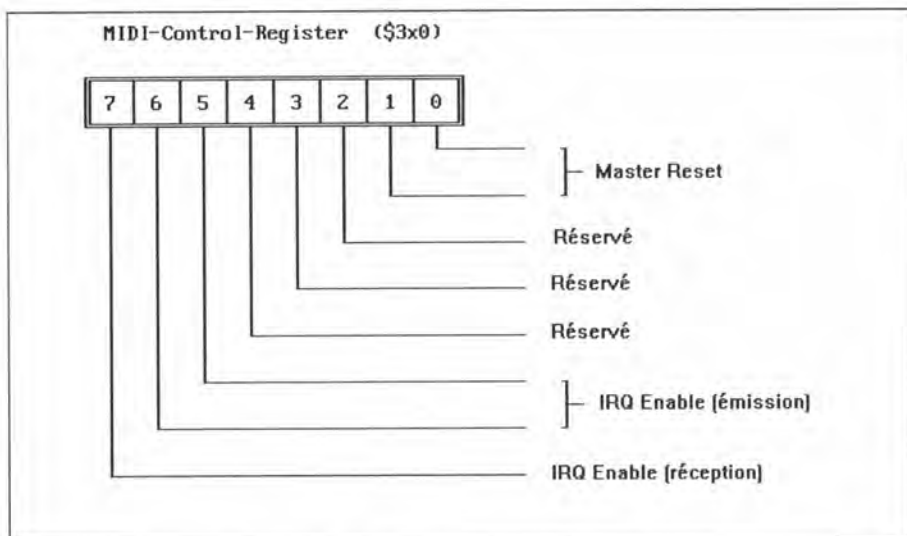 MIDI-Control-Register ($3x0)
7 6 5 4 3 2 1 0
Master Reset
Réservé
Réservé
Réservé
IRQ Enable (émission)
IRQ Enable (réception)